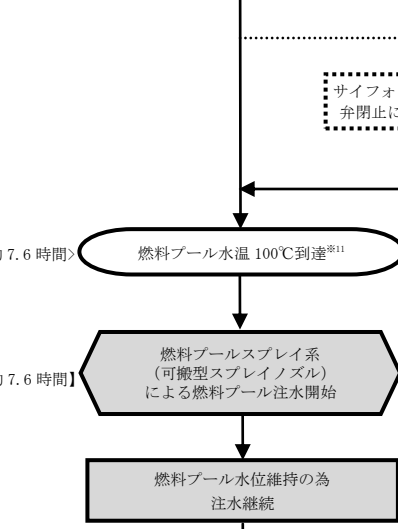 サイフォ
弁閉止に
7.6 時間>
燃料プール水温 100℃到達※11
燃料プールスプレイ系
（可搬型スプレイノズル）
7.6 時間】
による燃料プール注水開始
燃料プール水位維持の為
注水継続